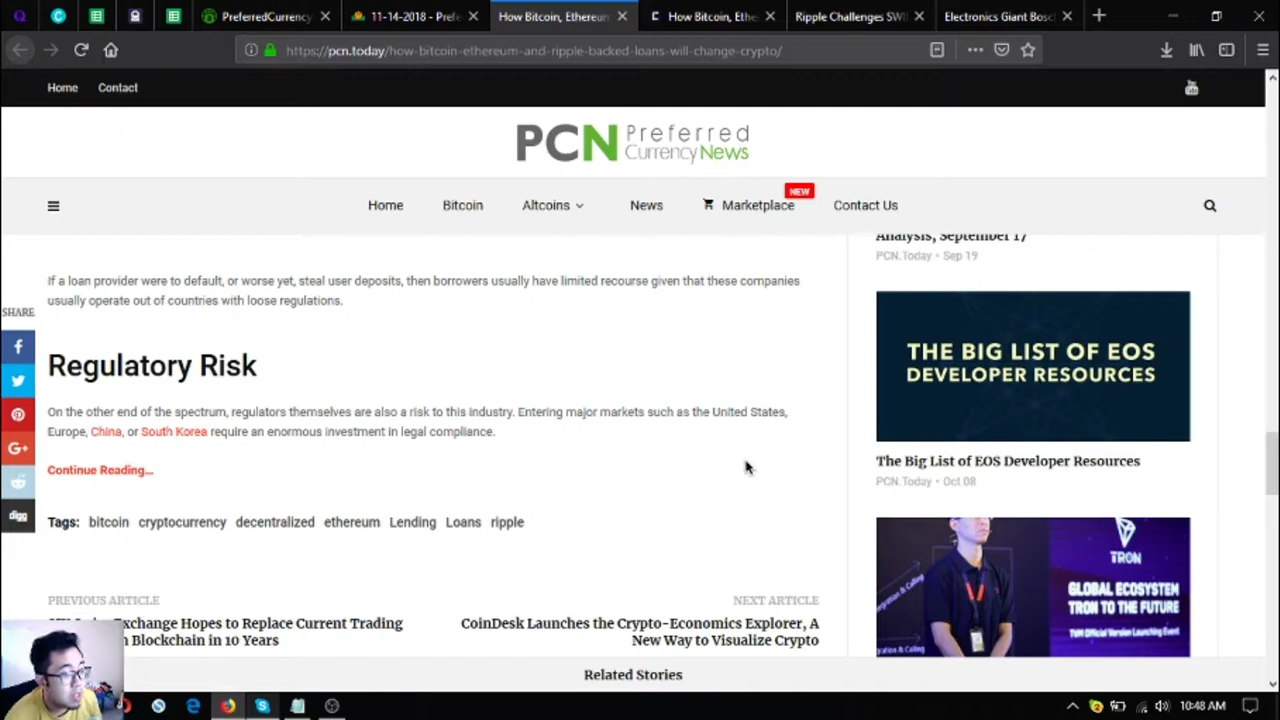 PreferredCurrency
11-14-2018 - Prefe
How Bitcoin, Ethereum
How Bitcoin, Ethe
Ripple Challenges SWI
Electronics Giant Bosc
https://pcn.today/how-bitcoin-ethereum-and-ripple-backed-loans-will-change-crypto/
Home Contact
PCN Preferred
Currency News
NEW
Home Bitcoin Altcoins News Marketplace Contact Us
Analysis, September 17
PCN.Today • Sep 19
If a loan provider were to default, or worse yet, steal user deposits, then borrowers usually have limited recourse given that these companies
usually operate out of countries with loose regulations.
SHARE
Regulatory Risk
THE BIG LIST OF EOS
DEVELOPER RESOURCES
On the other end of the spectrum, regulators themselves are also a risk to this industry. Entering major markets such as the United States,
Europe, China, or South Korea require an enormous investment in legal compliance.
Continue Reading...
The Big List of EOS Developer Resources
PCN.Today • Oct 08
digg
Tags: bitcoin cryptocurrency decentralized ethereum Lending Loans ripple
TRON
GLOBAL ECOSYSTEM
TRON TO THE FUTURE
TVM Official Version Launching Event
PREVIOUS ARTICLE
Exchange Hopes to Replace Current Trading
Blockchain in 10 Years
NEXT ARTICLE
CoinDesk Launches the Crypto-Economics Explorer, A
New Way to Visualize Crypto
Related Stories
10:48 AM